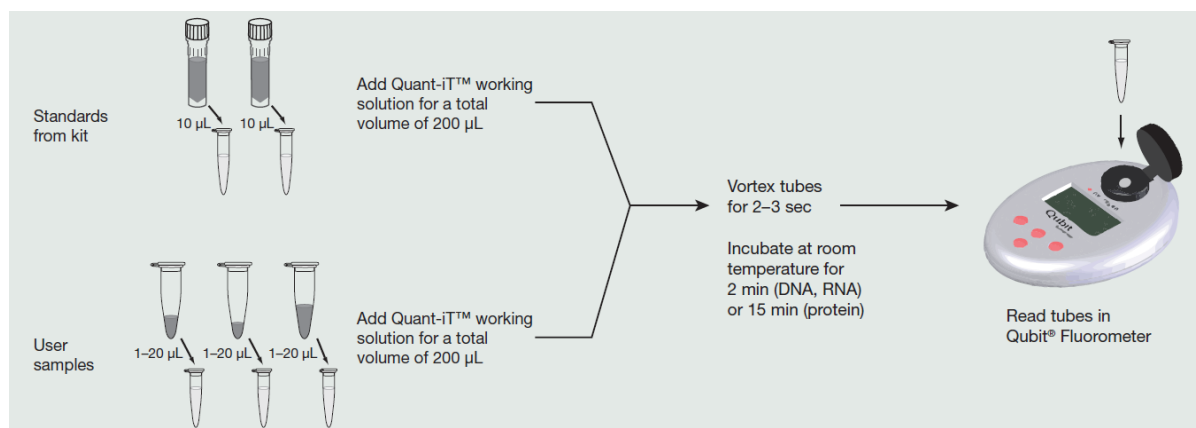 Standards
from kit
10 µL
10 µL
Add Quant-iT™ working
solution for a total
volume of 200 µL
User
samples
1–20 µL
1–20 µL
1–20 µL
Add Quant-iT™ working
solution for a total
volume of 200 µL
Vortex tubes
for 2–3 sec
Incubate at room
temperature for
2 min (DNA, RNA)
or 15 min (protein)
Qubit
Read tubes in
Qubit® Fluorometer